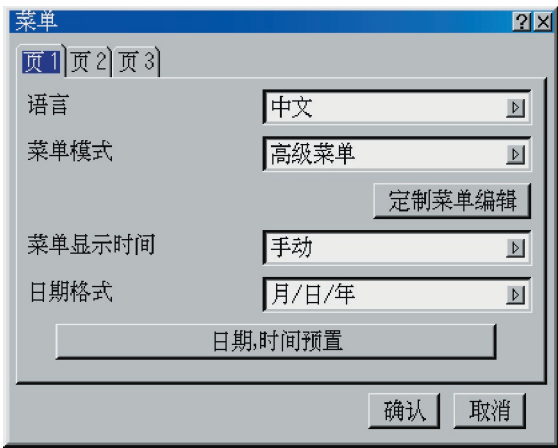 菜单
页1 页2 页3
语言 中文
菜单模式 高级菜单
定制菜单编辑
菜单显示时间 手动
日期格式 月/日/年
日期,时间预置
确认 取消